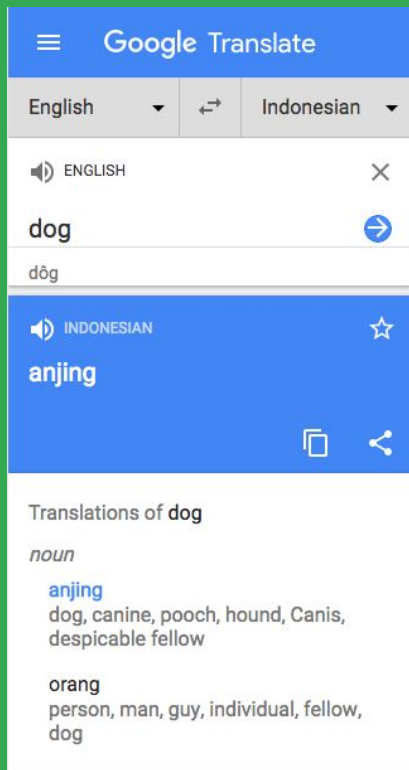 Google Translate
English Indonesian
ENGLISH
dog
dôg
INDONESIAN
anjing
Translations of dog
noun
anjing
dog, canine, pooch, hound, Canis,
despicable fellow
orang
person, man, guy, individual, fellow,
dog